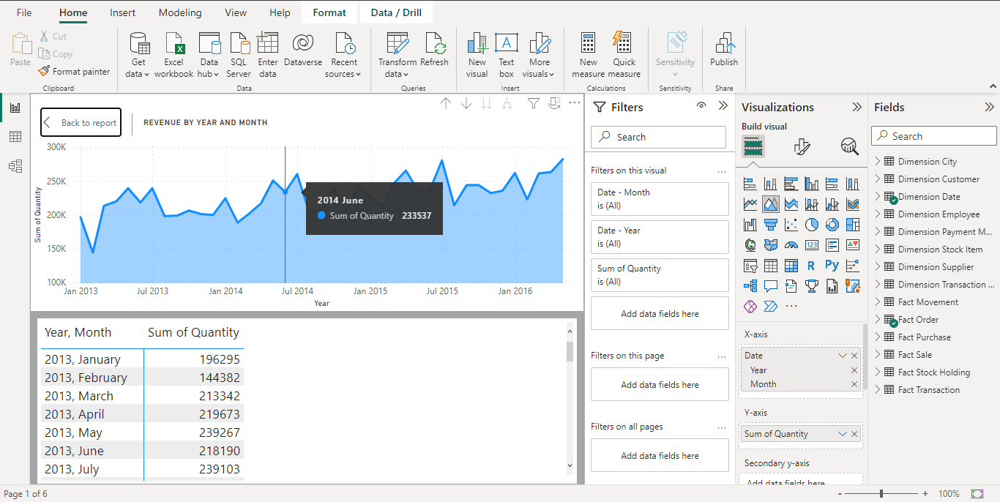 File Home Insert Modeling View Help Format Data / Drill
Paste
Cut
Copy
Format painter
Clipboard
Get data
Excel workbook
Data hub
SQL Server
Enter data
Dataverse
Recent sources
Data
Transform data
Refresh
Queries
New visual
Text box
More visuals
Insert
New measure
Quick measure
Calculations
Sensitivity
Sensitivity
Publish
Share
Back to report
REVENUE BY YEAR AND MONTH
300K
250K
200K
150K
100K
Sum of Quantity
Jan 2013 Jul 2013 Jan 2014 Jul 2014 Jan 2015 Jul 2015 Jan 2016
Year
2014 June
Sum of Quantity 233537
Year, Month Sum of Quantity
2013, January 196295
2013, February 144382
2013, March 213342
2013, April 219673
2013, May 239267
2013, June 218190
2013, July 239103
Filters
Search
Filters on this visual ...
Date - Month
is (All)
Date - Year
is (All)
Sum of Quantity
is (All)
Add data fields here
Filters on this page ...
Add data fields here
Filters on all pages ...
Add data fields here
Visualizations
Build visual
123
R
Py
...
X-axis
Date
Year
Month
Y-axis
Sum of Quantity
Secondary y-axis
Add data fields here
Fields
Search
Dimension City
Dimension Customer
Dimension Date
Dimension Employee
Dimension Payment M...
Dimension Stock Item
Dimension Supplier
Dimension Transaction ...
Fact Movement
Fact Order
Fact Purchase
Fact Sale
Fact Stock Holding
Fact Transaction
Page 1 of 6
- + 100%